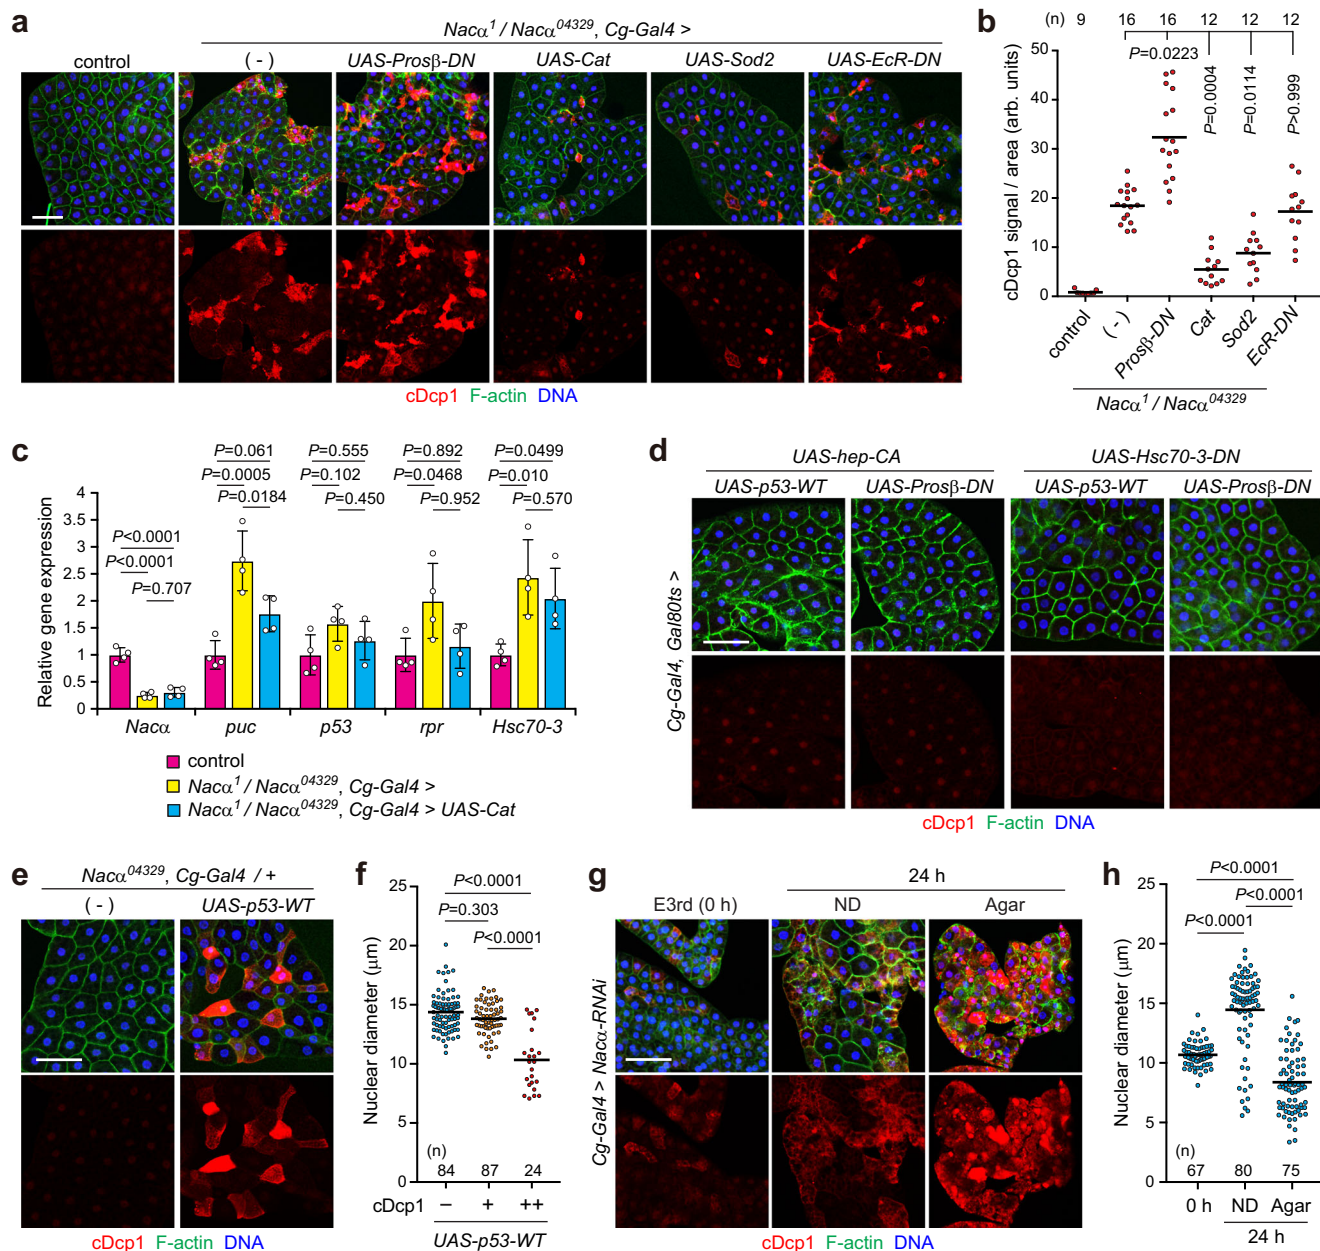 a
Nacα¹ / Nacα⁰⁴³²⁹, Cg-Gal4 >
control
(-)
UAS-Prosβ-DN
UAS-Cat
UAS-Sod2
UAS-EcR-DN
cDcp1 F-actin DNA
b
(n) 9 16 16 12 12 12
P=0.0223
P=0.0004
P=0.0114
P>0.999
cDcp1 signal / area (arb. units)
50
40
30
20
10
0
control
(-)
Prosβ-DN
Cat
Sod2
EcR-DN
Nacα¹ / Nacα⁰⁴³²⁹
c
P=0.061 P=0.555 P=0.892 P=0.0499
P=0.0005 P=0.102 P=0.0468 P=0.010
P=0.0184 P=0.450 P=0.952 P=0.570
P<0.0001
P<0.0001
P=0.707
Relative gene expression
4
3.5
3
2.5
2
1.5
1
0.5
0
Nacα puc p53 rpr Hsc70-3
control
Nacα¹ / Nacα⁰⁴³²⁹, Cg-Gal4 >
Nacα¹ / Nacα⁰⁴³²⁹, Cg-Gal4 > UAS-Cat
d
UAS-hep-CA UAS-Hsc70-3-DN
UAS-p53-WT UAS-Prosβ-DN UAS-p53-WT UAS-Prosβ-DN
Cg-Gal4, Gal80ts >
cDcp1 F-actin DNA
e
Nacα⁰⁴³²⁹, Cg-Gal4 / +
(-) UAS-p53-WT
cDcp1 F-actin DNA
f
P<0.0001
P=0.303
P<0.0001
Nuclear diameter (μm)
25
20
15
10
5
0
(n)
84 87 24
cDcp1 − + ++
UAS-p53-WT
g
24 h
E3rd (0 h) ND Agar
Cg-Gal4 > Nacα-RNAi
cDcp1 F-actin DNA
h
P<0.0001
P<0.0001
P<0.0001
Nuclear diameter (μm)
25
20
15
10
5
0
(n)
67 80 75
0 h ND Agar
24 h